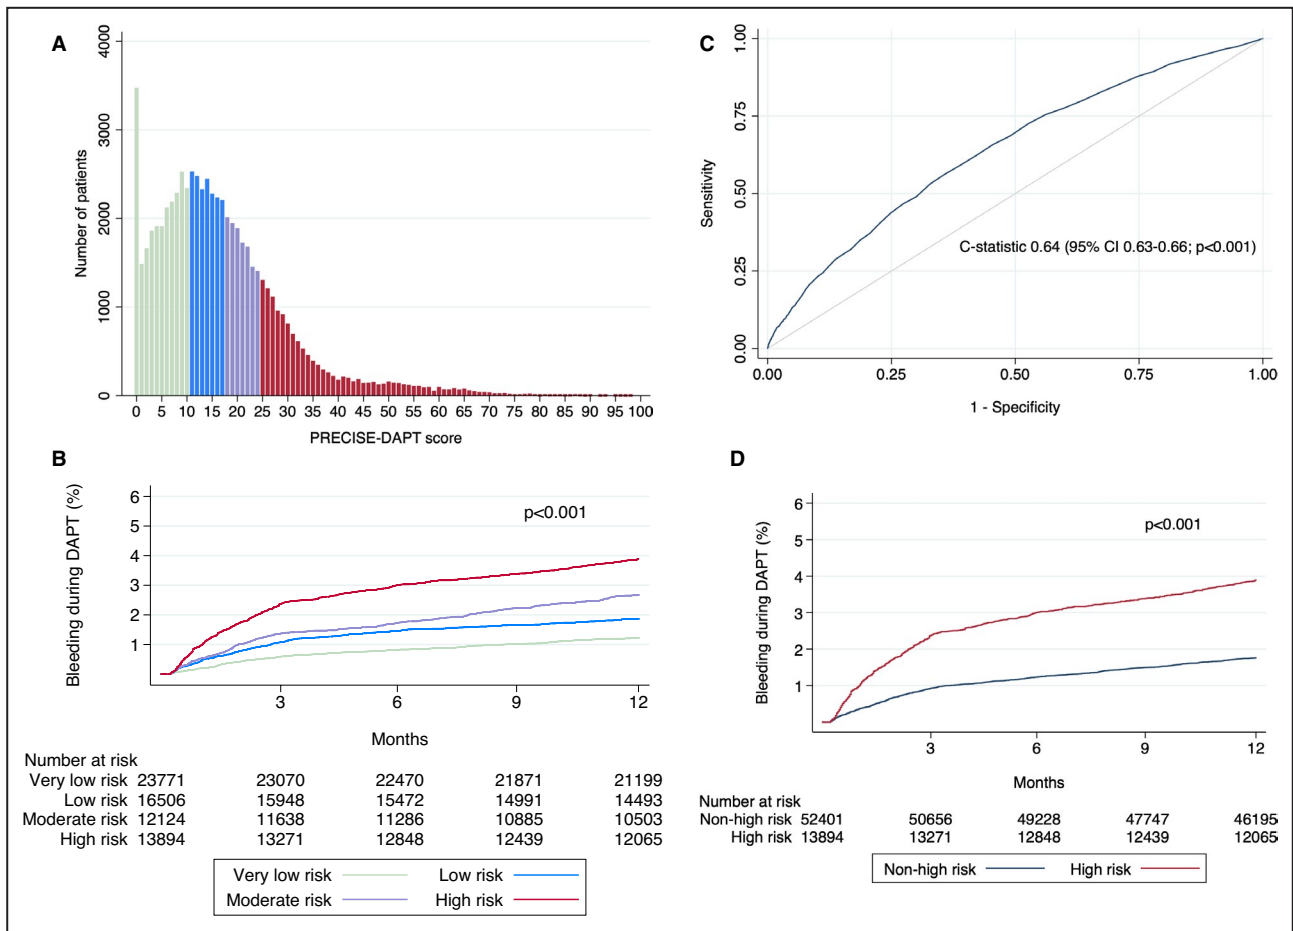 A
4000
3000
2000
1000
0
Number of patients
0 5 10 15 20 25 30 35 40 45 50 55 60 65 70 75 80 85 90 95 100
PRECISE-DAPT score
C
1.00
0.75
0.50
0.25
0.00
Sensitivity
C-statistic 0.64 (95% CI 0.63-0.66; p<0.001)
0.00 0.25 0.50 0.75 1.00
1 - Specificity
B
6
5
4
3
2
1
Bleeding during DAPT (%)
p<0.001
3 6 9 12
Months
Number at risk
Very low risk 23771 23070 22470 21871 21199
Low risk 16506 15948 15472 14991 14493
Moderate risk 12124 11638 11286 10885 10503
High risk 13894 13271 12848 12439 12065
Very low risk Low risk
Moderate risk High risk
D
6
5
4
3
2
1
Bleeding during DAPT (%)
p<0.001
3 6 9 12
Months
Number at risk
Non-high risk 52401 50656 49228 47747 46195
High risk 13894 13271 12848 12439 12065
Non-high risk High risk